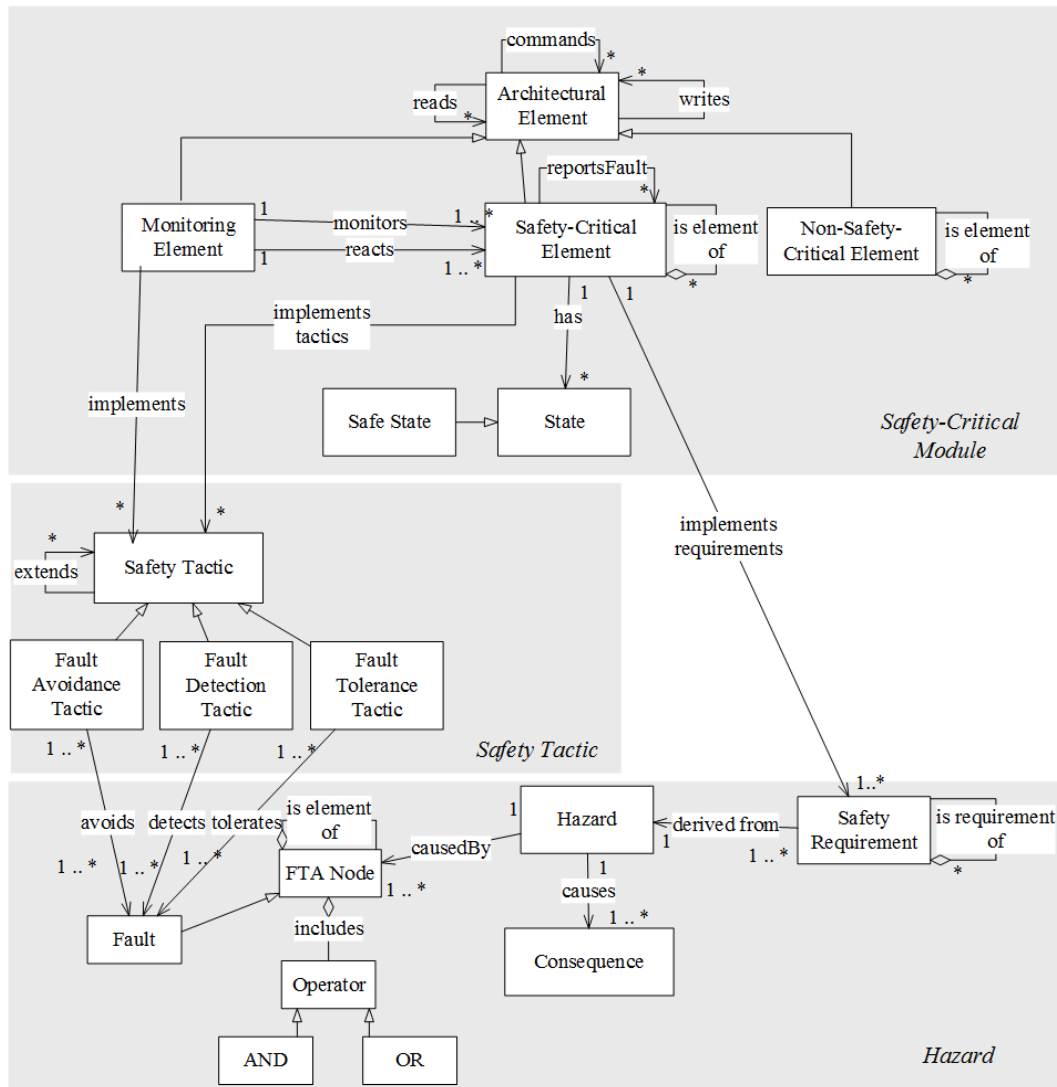 commands
*
*
Architectural
Element
reads
*
writes
reportsFault
*
1
monitors
1 .. *
Monitoring
Element
Safety-Critical
Element
is element
of
*
Non-Safety-
Critical Element
is element
of
*
1
reacts
1 .. *
implements
tactics
1
has
*
1
implements
Safe State
State
Safety-Critical
Module
*
*
implements
requirements
*
extends
Safety Tactic
Fault
Avoidance
Tactic
Fault
Detection
Tactic
Fault
Tolerance
Tactic
1 .. *
1 .. *
1 .. *
Safety Tactic
avoids
detects
tolerates
1 .. *
1 .. *
1 .. *
is element
of
FTA Node
1 .. *
causedBy
1
Hazard
1
derived from
1 .. *
1..*
Safety
Requirement
is requirement
of
*
1
causes
1 .. *
Consequence
Fault
includes
Operator
AND
OR
Hazard